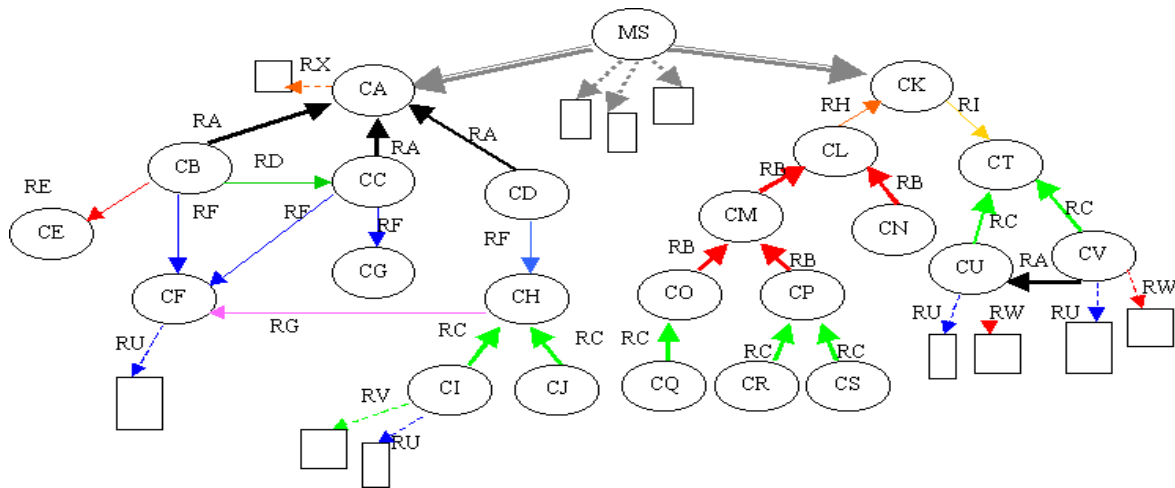 MS
RX
CA
CK
RA
RH
RI
RA
RA
CB
RD
CC
CD
CL
CT
RE
RF
RF
RB
RB
RC
CE
CM
CN
RC
RF
RF
CG
RB
RB
CU
RA
CV
CF
CH
CO
CP
RW
RG
RU
RC
RC
RU
RW
RU
RC
RC
RC
CI
CJ
CQ
CR
CS
RV
RU